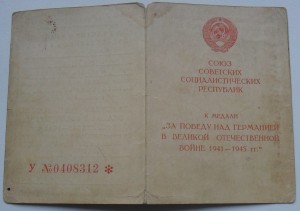 СОЮЗ
СОВЕТСКИХ
СОЦИАЛИСТИЧЕСКИХ
РЕСПУБЛИК
К МЕДАЛИ
„ЗА ПОБЕДУ НАД ГЕРМАНИЕЙ
В ВЕЛИКОЙ ОТЕЧЕСТВЕННОЙ
ВОЙНЕ 1941—1945 гг."
У №0408312 *